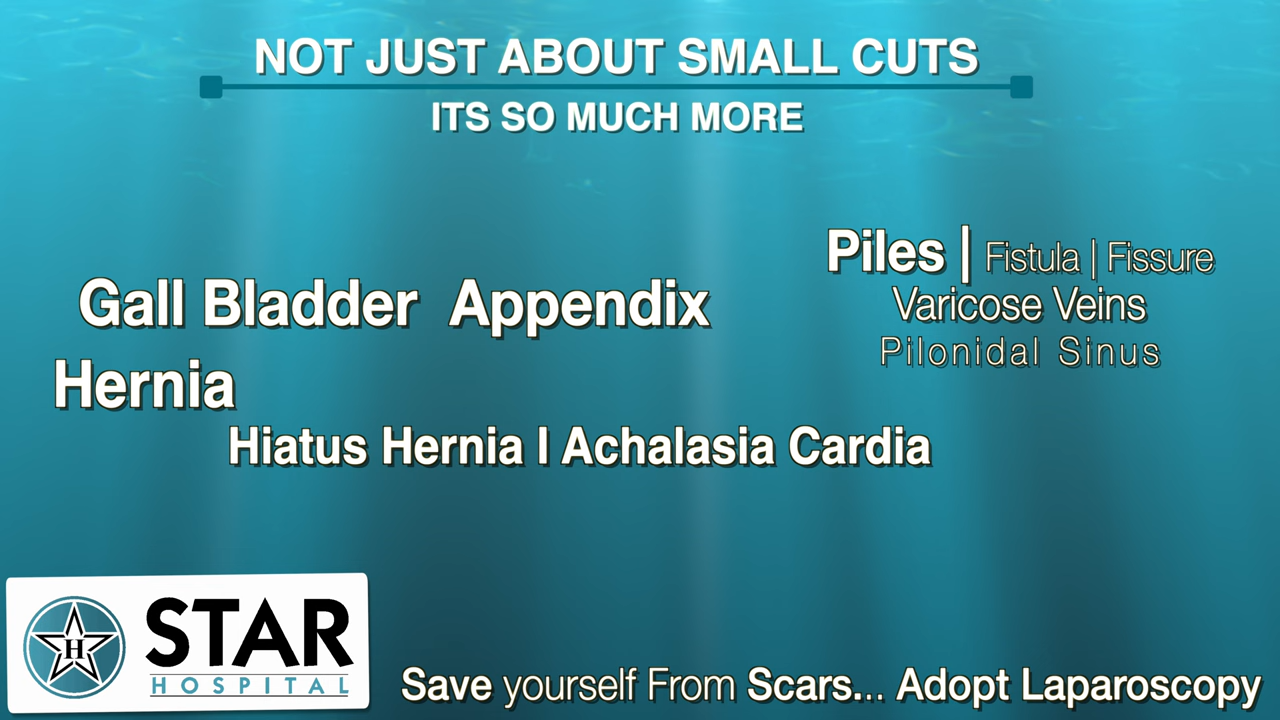 NOT JUST ABOUT SMALL CUTS
ITS SO MUCH MORE
Piles | Fistula | Fissure
Varicose Veins
Pilonidal Sinus
Gall Bladder Appendix
Hernia
Hiatus Hernia I Achalasia Cardia
H
STAR
HOSPITAL
Save yourself From Scars... Adopt Laparoscopy